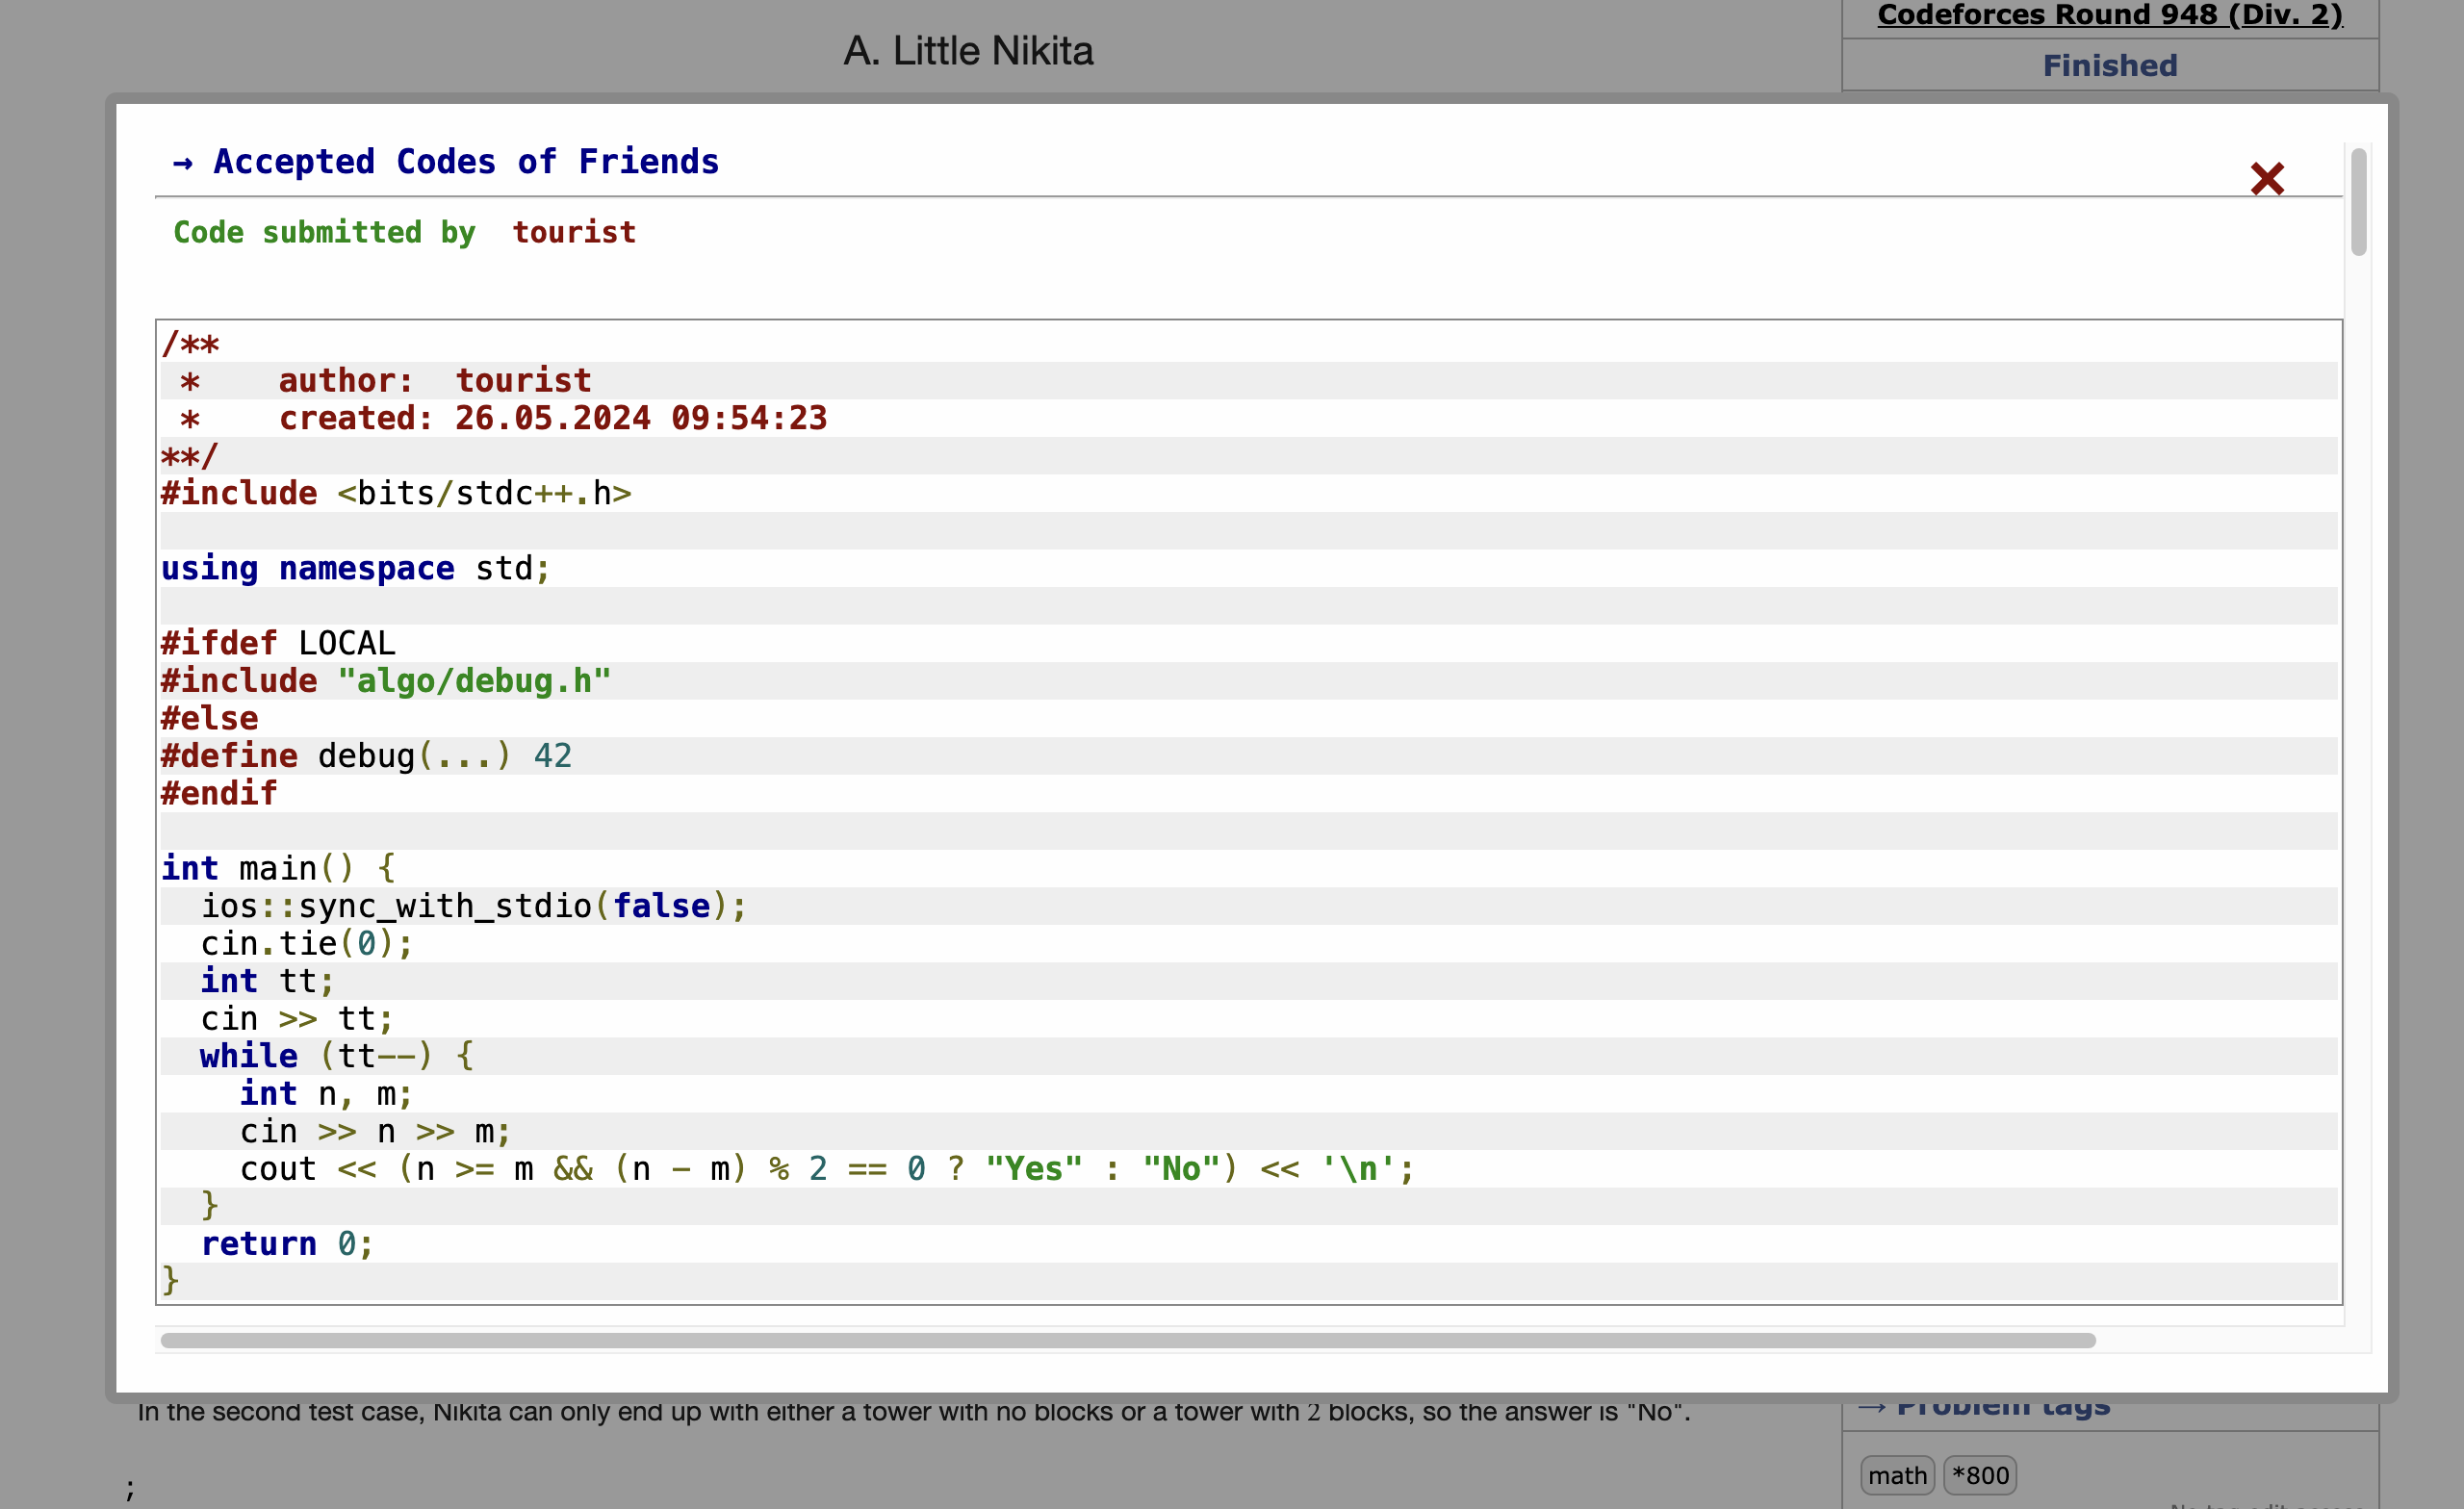 A. Little Nikita
Codeforces Round 948 (Div. 2)
Finished
→ Accepted Codes of Friends
Code submitted by tourist
/**
 *    author:  tourist
 *    created: 26.05.2024 09:54:23
**/
#include <bits/stdc++.h>
using namespace std;
#ifdef LOCAL
#include "algo/debug.h"
#else
#define debug(...) 42
#endif
int main() {
  ios::sync_with_stdio(false);
  cin.tie(0);
  int tt;
  cin >> tt;
  while (tt--) {
    int n, m;
    cin >> n >> m;
    cout << (n >= m && (n - m) % 2 == 0 ? "Yes" : "No") << '\n';
  }
  return 0;
}
In the second test case, Nikita can only end up with either a tower with no blocks or a tower with 2 blocks, so the answer is "No".
;
→ Problem tags
math *800